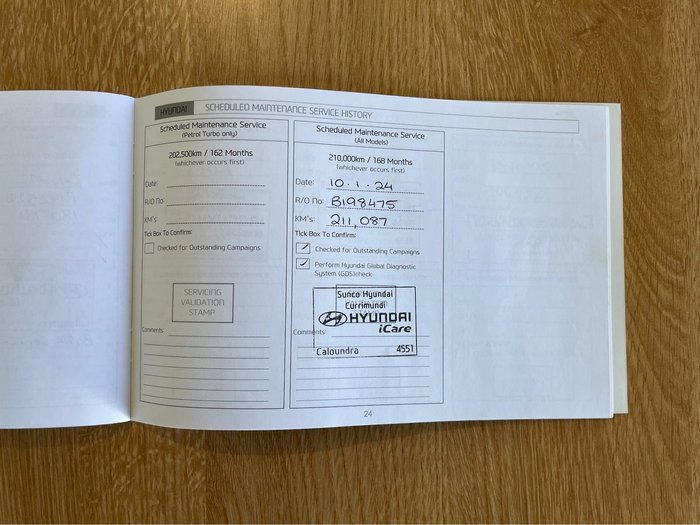 HYUNDAI SCHEDULED MAINTENANCE SERVICE HISTORY
Scheduled Maintenance Service
(Petrol Turbo only)
202,500km / 162 Months
(whichever occurs first)
Date:
R/O No:
KM's:
Tick Box To Confirm:
Checked for Outstanding Campaigns
SERVICING
VALIDATION
STAMP
Comments:
Scheduled Maintenance Service
(All Models)
210,000km / 168 Months
(whichever occurs first)
Date: 10.1.24
R/O No: B198475
KM's: 211,087
Tick Box To Confirm:
Checked for Outstanding Campaigns
Perform Hyundai Global Diagnostic
System (GDS)check
Sunco Hyundai
Currimundi
HYUNDAI
iCare
Comments:
Caloundra 4551
24